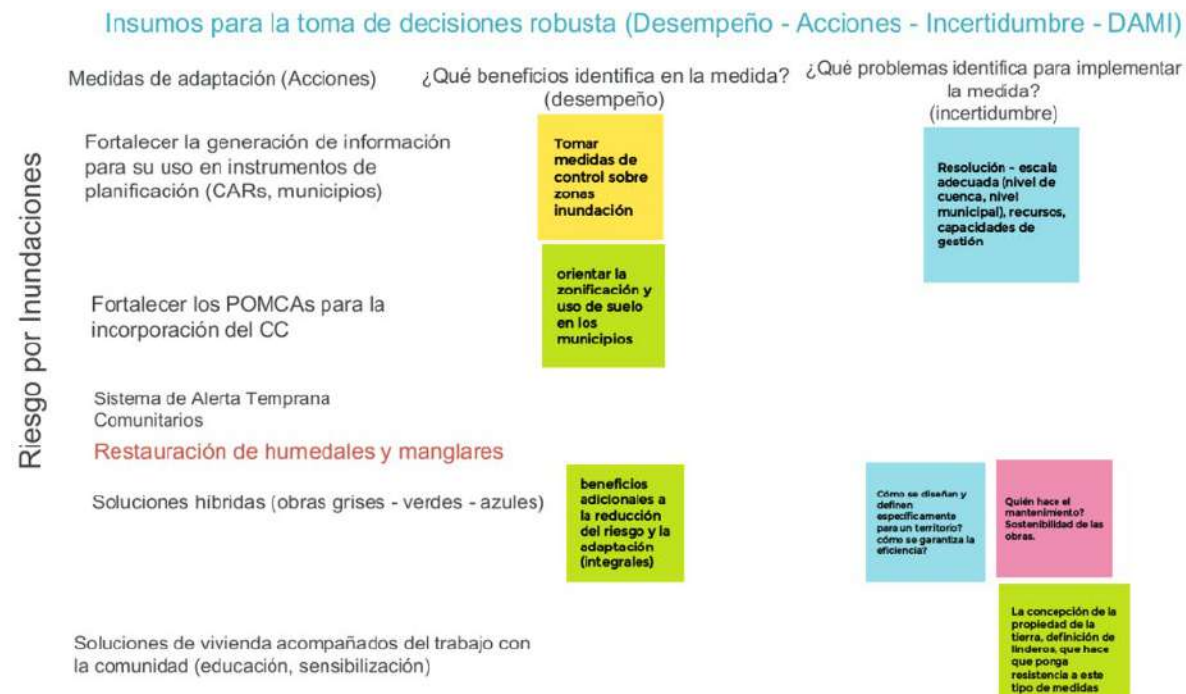 Insumos para la toma de decisiones robusta (Desempeño - Acciones - Incertidumbre - DAMI)
Medidas de adaptación (Acciones)
¿Qué beneficios identifica en la medida?
(desempeño)
¿Qué problemas identifica para implementar
la medida?
(incertidumbre)
Riesgo por Inundaciones
Fortalecer la generación de información
para su uso en instrumentos de
planificación (CARs, municipios)
Tomar
medidas de
control sobre
zonas
inundación
Resolución - escala
adecuada (nivel de
cuenca, nivel
municipal), recursos,
capacidades de
gestión
Fortalecer los POMCAs para la
incorporación del CC
orientar la
zonificación y
uso de suelo
en los
municipios
Sistema de Alerta Temprana
Comunitarios
Restauración de humedales y manglares
Soluciones híbridas (obras grises - verdes - azules)
beneficios
adicionales a
la reducción
del riesgo y la
adaptación
(integrales)
Cómo se diseñan y
definen
específicamente
para un territorio?
cómo se garantiza la
eficiencia?
Quién hace el
mantenimiento?
Sostenibilidad de las
obras.
Soluciones de vivienda acompañados del trabajo con
la comunidad (educación, sensibilización)
La concepción de la
propiedad de la
tierra, definición de
linderos, que hace
que ponga
resistencia a este
tipo de medidas